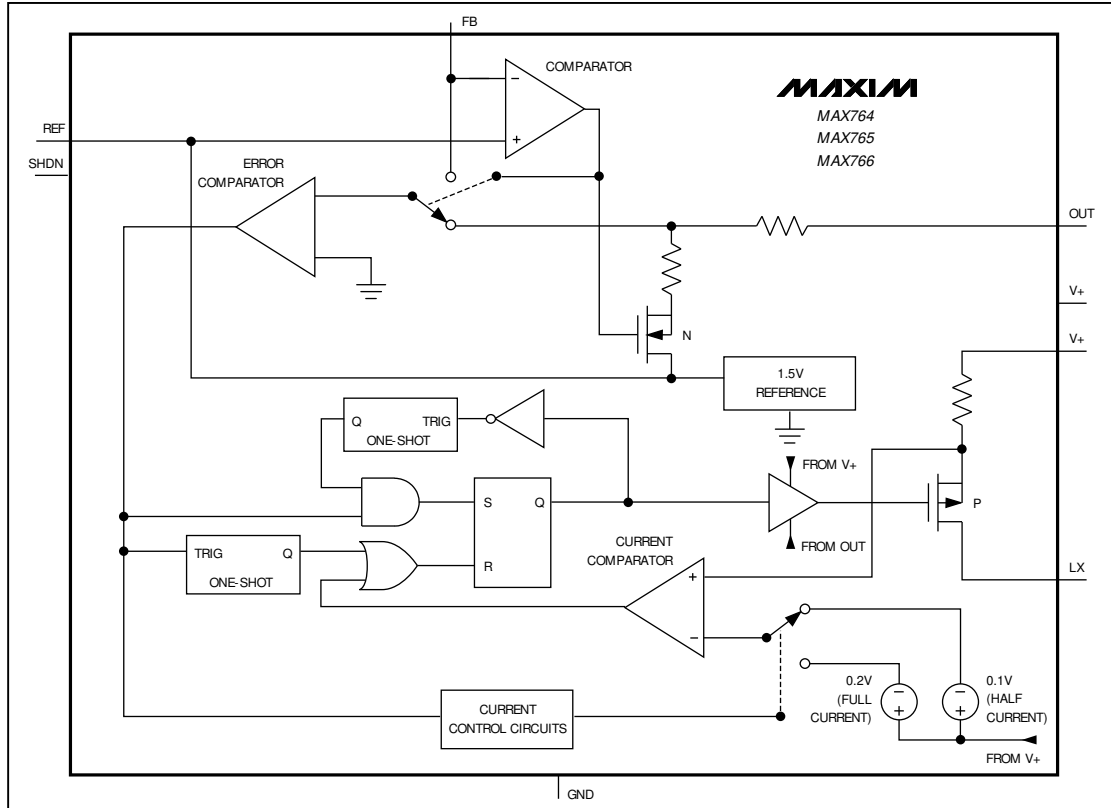 FB
COMPARATOR
−
+
MAXIM
MAX764
MAX765
MAX766
REF
SHDN
ERROR
COMPARATOR
OUT
V+
V+
N
1.5V
REFERENCE
Q TRIG
ONE-SHOT
FROM V+
S Q
R
P
FROM OUT
TRIG Q
ONE-SHOT
CURRENT
COMPARATOR
+
−
LX
CURRENT
CONTROL CIRCUITS
0.2V
(FULL
CURRENT)
−
+
0.1V
(HALF
CURRENT)
−
+
FROM V+
GND